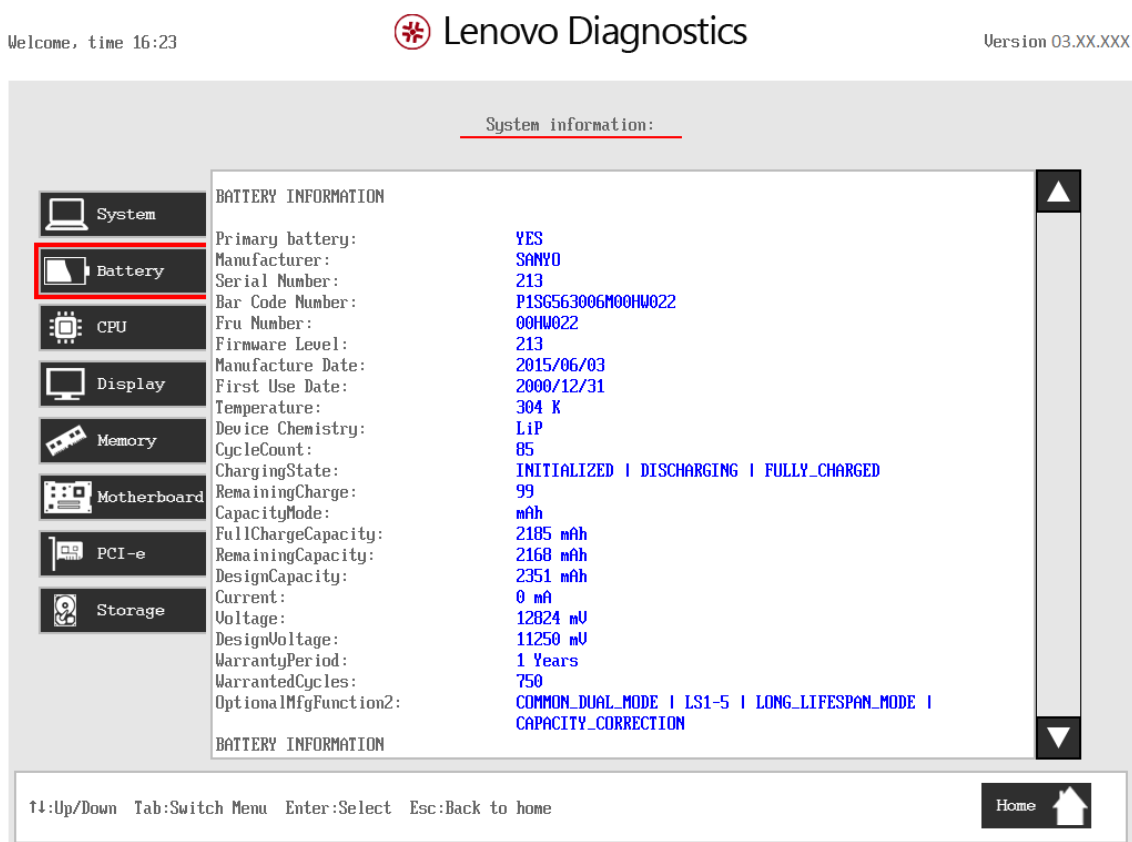 Welcome, time 16:23
Lenovo Diagnostics
Version 03.XX.XXX
System information:
System
Battery
CPU
Display
Memory
Motherboard
PCI-e
Storage
BATTERY INFORMATION
Primary battery: YES
Manufacturer: SANYO
Serial Number: 213
Bar Code Number: P1SG563006M00HW022
Fru Number: 00HW022
Firmware Level: 213
Manufacture Date: 2015/06/03
First Use Date: 2000/12/31
Temperature: 304 K
Device Chemistry: LiP
CycleCount: 85
ChargingState: INITIALIZED | DISCHARGING | FULLY_CHARGED
RemainingCharge: 99
CapacityMode: mAh
FullChargeCapacity: 2185 mAh
RemainingCapacity: 2168 mAh
DesignCapacity: 2351 mAh
Current: 0 mA
Voltage: 12824 mV
DesignVoltage: 11250 mV
WarrantyPeriod: 1 Years
WarrantedCycles: 750
OptionalMfgFunction2: COMMON_DUAL_MODE | LS1-5 | LONG_LIFESPAN_MODE |
CAPACITY_CORRECTION
BATTERY INFORMATION
↑↓:Up/Down Tab:Switch Menu Enter:Select Esc:Back to home
Home